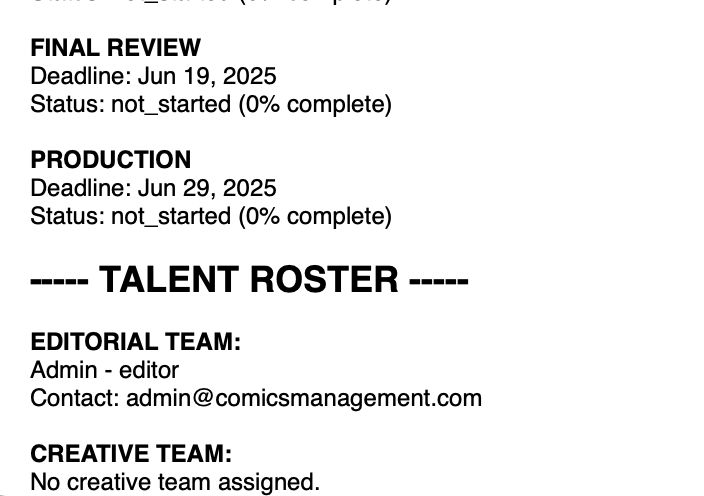 FINAL REVIEW
Deadline: Jun 19, 2025
Status: not_started (0% complete)
PRODUCTION
Deadline: Jun 29, 2025
Status: not_started (0% complete)
----- TALENT ROSTER -----
EDITORIAL TEAM:
Admin - editor
Contact: admin@comicsmanagement.com
CREATIVE TEAM:
No creative team assigned.